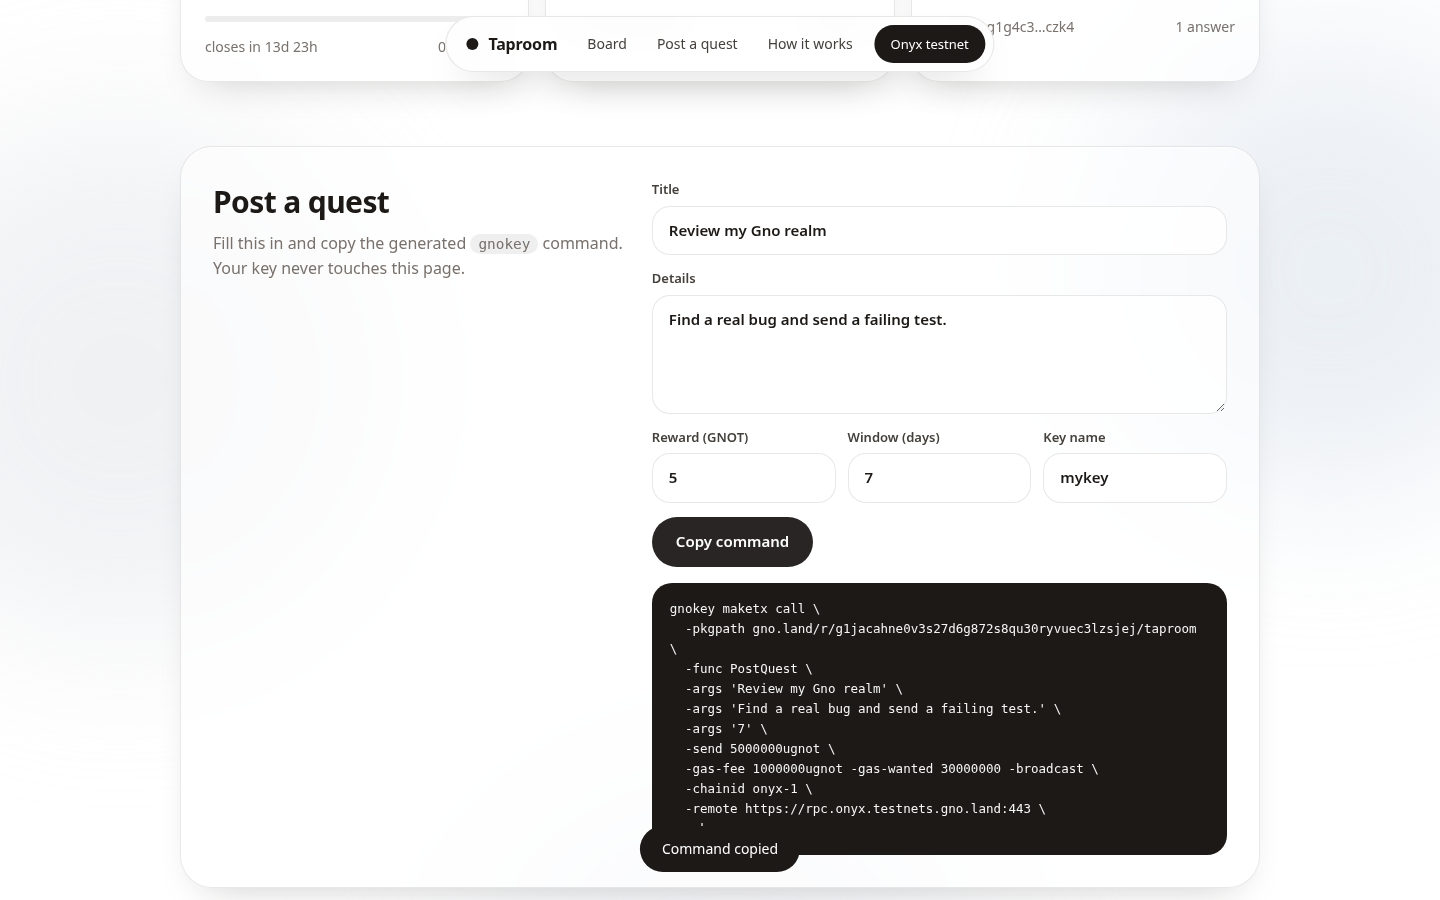 closes in 13d 23h
0
g1g4c3…czk4
1 answer
Taproom
Board
Post a quest
How it works
Onyx testnet
Post a quest
Fill this in and copy the generated gnokey command.
Your key never touches this page.
Title
Review my Gno realm
Details
Find a real bug and send a failing test.
Reward (GNOT)
Window (days)
Key name
5
7
mykey
Copy command
gnokey maketx call \
-pkgpath gno.land/r/g1jacahne0v3s27d6g872s8qu30ryvuec3lzsjej/taproom
\
-func PostQuest \
-args 'Review my Gno realm' \
-args 'Find a real bug and send a failing test.' \
-args '7' \
-send 5000000ugnot \
-gas-fee 1000000ugnot -gas-wanted 30000000 -broadcast \
-chainid onyx-1 \
-remote https://rpc.onyx.testnets.gno.land:443 \
Command copied